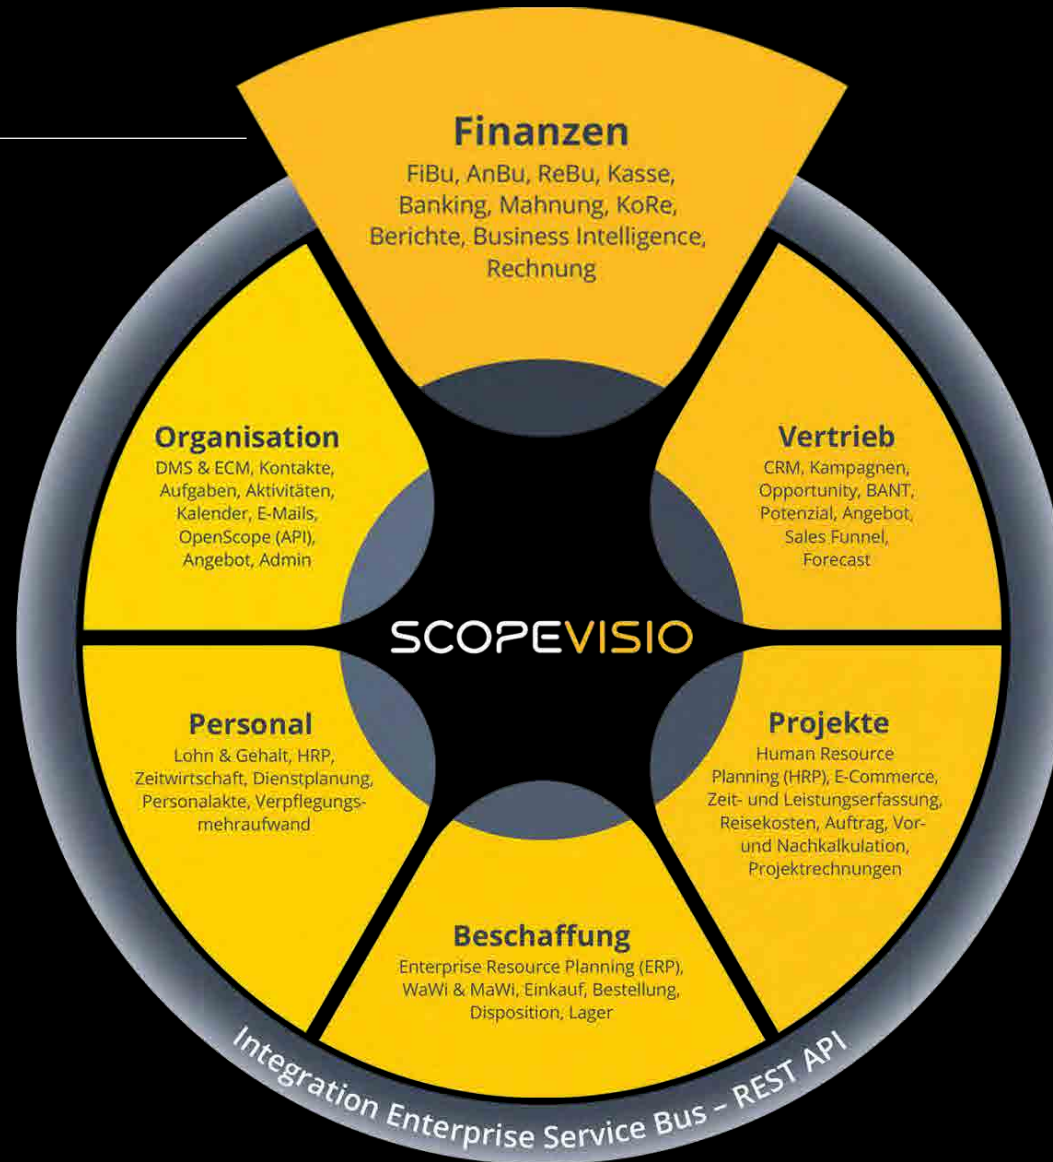 Finanzen
FiBu, AnBu, ReBu, Kasse,
Banking, Mahnung, KoRe,
Berichte, Business Intelligence,
Rechnung
Organisation
DMS & ECM, Kontakte,
Aufgaben, Aktivitäten,
Kalender, E-Mails,
OpenScope (API),
Angebot, Admin
Vertrieb
CRM, Kampagnen,
Opportunity, BANT,
Potenzial, Angebot,
Sales Funnel,
Forecast
SCOPEVISIO
Personal
Lohn & Gehalt, HRP,
Zeitwirtschaft, Dienstplanung,
Personalakte, Verpflegungs-
mehraufwand
Projekte
Human Resource
Planning (HRP), E-Commerce,
Zeit- und Leistungserfassung,
Reisekosten, Auftrag, Vor-
und Nachkalkulation,
Projektrechnungen
Beschaffung
Enterprise Resource Planning (ERP),
WaWi & MaWi, Einkauf, Bestellung,
Disposition, Lager
Integration Enterprise Service Bus – REST API